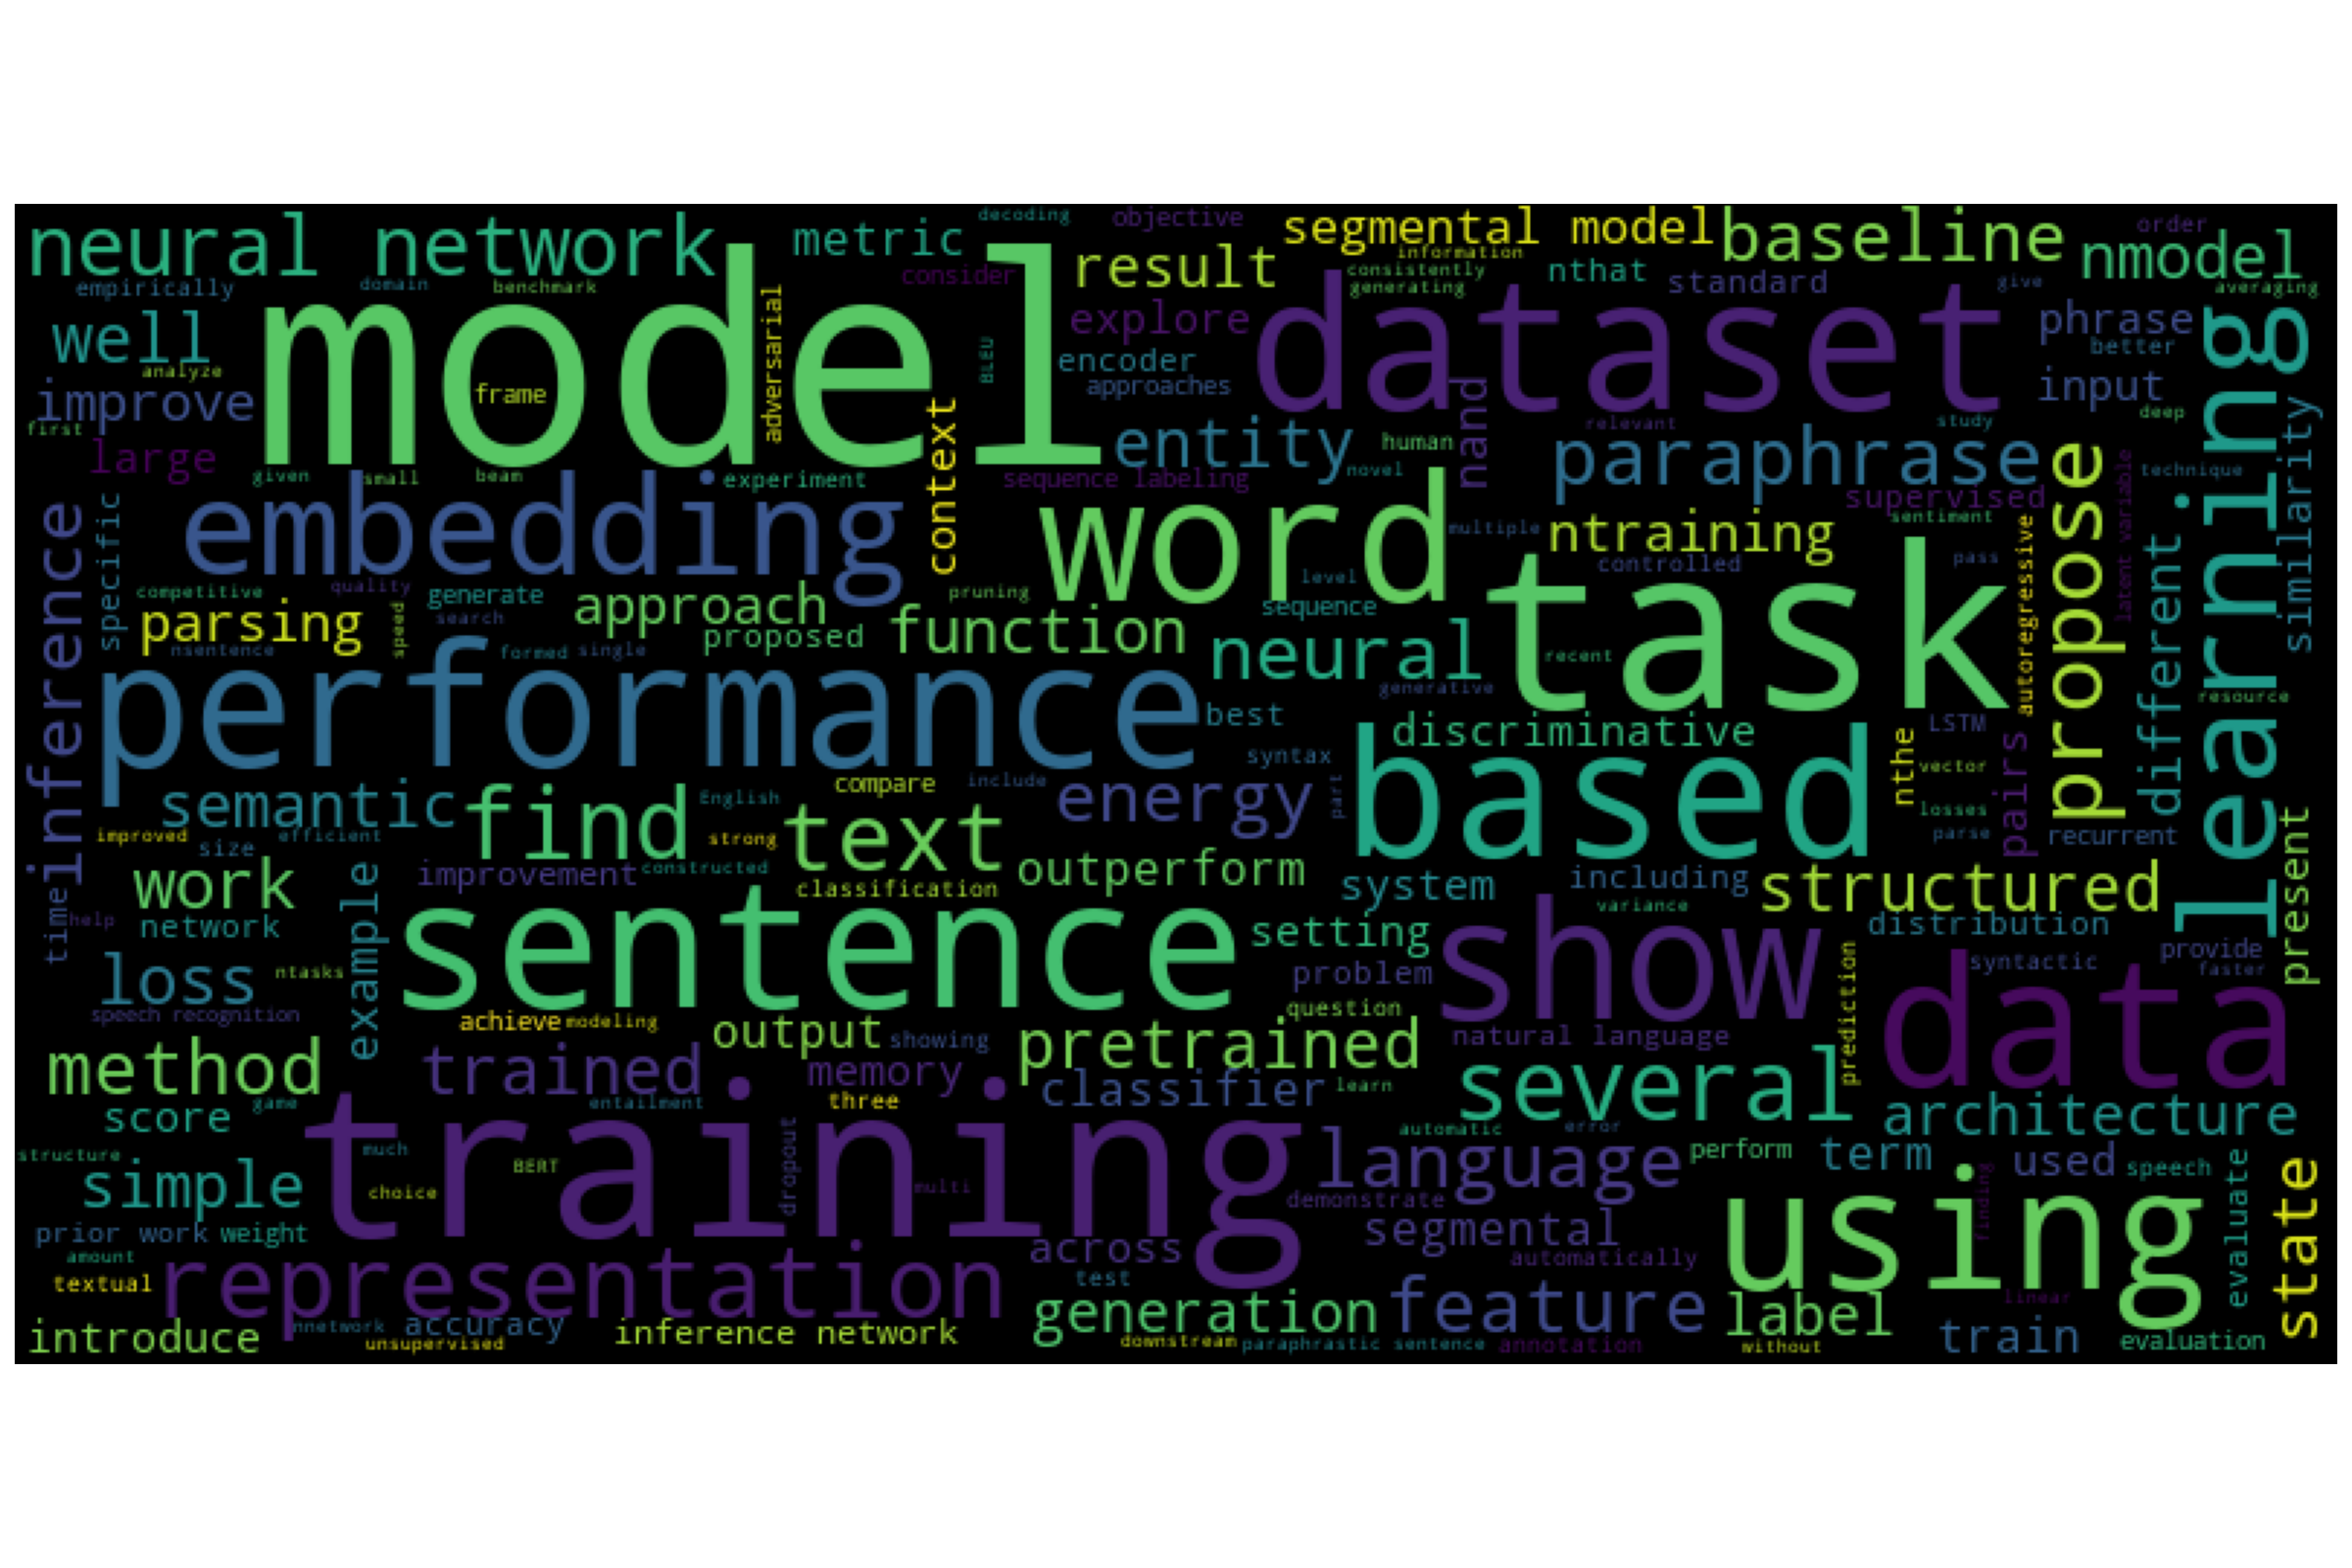 decoding
objective
segmental model
baseline
order
neural network
metric
information
nmodel
result
consistently
nthat
consider
empirically
domain
benchmark
generating
standard
give
averaging
model
dataset
learning
adversarial
well
explore
phrase
BLEU
encoder
better
analyze
frame
approaches
input
improve
nand
first
context
relevant
study
deep
similarity
large
entity
human
paraphrase
propose
given
small
beam
experiment
sequence labeling
novel
technique
latent variable
inference
specific
embedding
word
supervised
multiple
ntraining
sentiment
autoregressive
different
task
competitive
quality
generate
approach
pruning
level
controlled
pass
parsing
speed
search
proposed
function
sequence
nsentence
formed
single
neural
recent
performance
generative
resource
best
discriminative
LSTM
pairs
nthe
syntax
based
vector
semantic
find
English
compare
include
energy
part
losses
present
improved
efficient
strong
text
parse
recurrent
size
work
improvement
constructed
outperform
system
including
structured
example
classification
variance
time
help
network
sentence
setting
show
distribution
prediction
loss
ntasks
problem
syntactic
provide
faster
data
speech recognition
achieve
modeling
output
showing
question
natural language
method
trained
memory
pretrained
several
classifier
learn
score
game
entailment
three
automatic
error
architecture
training
dropout
structure
much
language
perform
term
used
speech
evaluate
state
simple
choice
BERT
multi
demonstrate
finding
using
prior work
weight
segmental
across
amount
automatically
textual
representation
test
feature
linear
generation
label
introduce
nnetwork
accuracy
inference network
train
unsupervised
downstream
paraphrastic sentence
annotation
without
evaluation